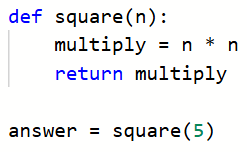 def square(n):
    multiply = n * n
    return multiply

answer = square(5)